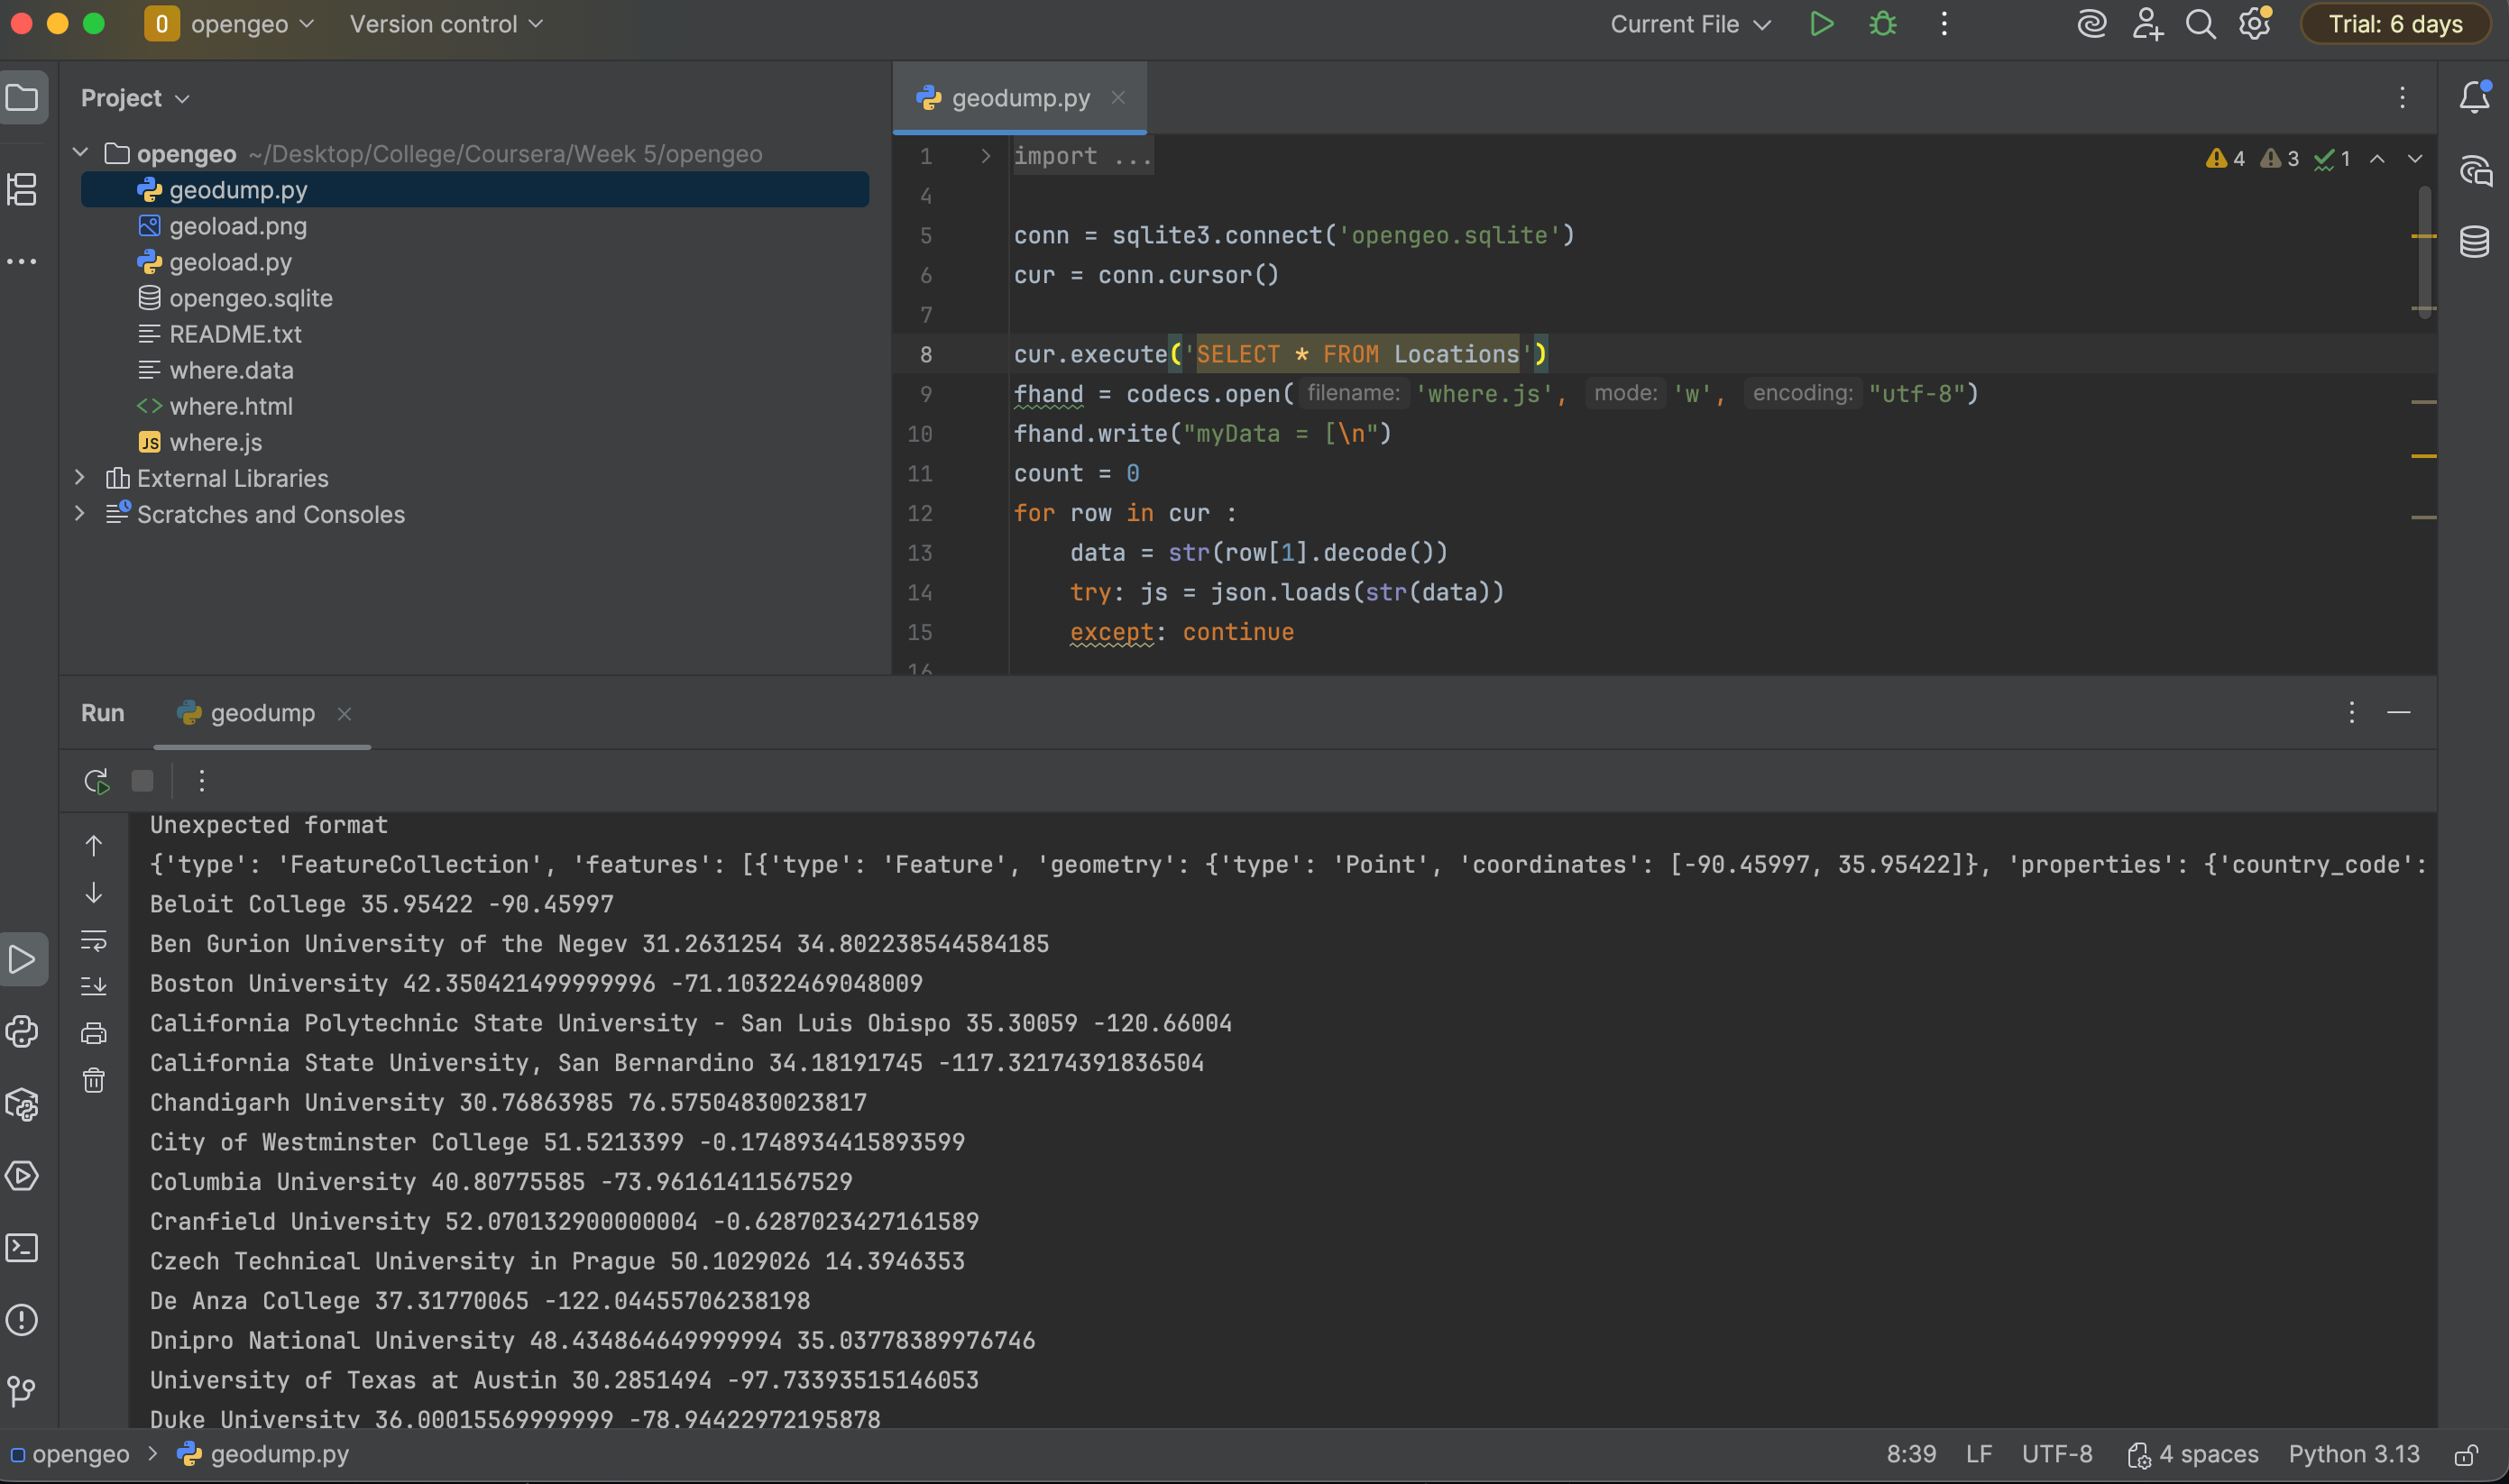 O opengeo Version control Current File Trial: 6 days
Project
opengeo ~/Desktop/College/Coursera/Week 5/opengeo
geodump.py
geoload.png
geoload.py
opengeo.sqlite
README.txt
where.data
where.html
JS where.js
External Libraries
Scratches and Consoles
geodump.py
4 3 1
1 import ...
4
5 conn = sqlite3.connect('opengeo.sqlite')
6 cur = conn.cursor()
7
8 cur.execute('SELECT * FROM Locations')
9 fhand = codecs.open( filename: 'where.js', mode: 'w', encoding: "utf-8")
10 fhand.write("myData = [\n")
11 count = 0
12 for row in cur :
13 data = str(row[1].decode())
14 try: js = json.loads(str(data))
15 except: continue
16
Run geodump
Unexpected format
{'type': 'FeatureCollection', 'features': [{'type': 'Feature', 'geometry': {'type': 'Point', 'coordinates': [-90.45997, 35.95422]}, 'properties': {'country_code':
Beloit College 35.95422 -90.45997
Ben Gurion University of the Negev 31.2631254 34.802238544584185
Boston University 42.350421499999996 -71.10322469048009
California Polytechnic State University - San Luis Obispo 35.30059 -120.66004
California State University, San Bernardino 34.18191745 -117.32174391836504
Chandigarh University 30.76863985 76.57504830023817
City of Westminster College 51.5213399 -0.1748934415893599
Columbia University 40.80775585 -73.96161411567529
Cranfield University 52.070132900000004 -0.6287023427161589
Czech Technical University in Prague 50.1029026 14.3946353
De Anza College 37.31770065 -122.04455706238198
Dnipro National University 48.434864649999994 35.03778389976746
University of Texas at Austin 30.2851494 -97.73393515146053
Duke University 36.00015569999999 -78.94422972195878
opengeo geodump.py 8:39 LF UTF-8 4 spaces Python 3.13